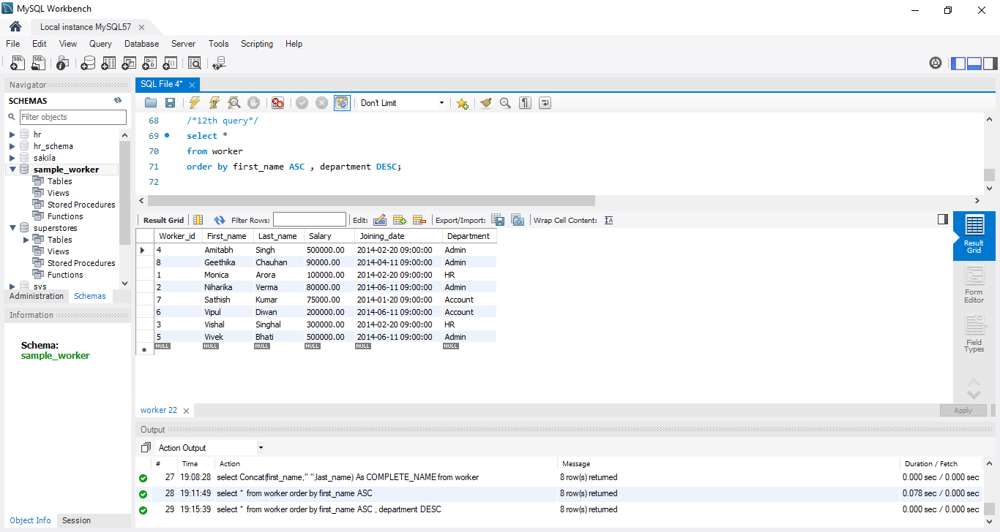 MySQL Workbench
Local instance MySQL57
File Edit View Query Database Server Tools Scripting Help
Navigator
SCHEMAS
Filter objects
hr
hr_schema
sakila
sample_worker
Tables
Views
Stored Procedures
Functions
superstores
Tables
Views
Stored Procedures
Functions
sys
Administration Schemas
Information
Schema:
sample_worker
Object Info Session
SQL File 4*
Don't Limit
68 /*12th query*/
69 select *
70 from worker
71 order by first_name ASC , department DESC;
72
Result Grid Filter Rows: Edit: Export/Import: Wrap Cell Content:
Worker_id First_name Last_name Salary Joining_date Department
4 Amitabh Singh 500000.00 2014-02-20 09:00:00 Admin
8 Geethika Chauhan 90000.00 2014-04-11 09:00:00 Admin
1 Monica Arora 100000.00 2014-02-20 09:00:00 HR
2 Niharika Verma 80000.00 2014-06-11 09:00:00 Admin
7 Sathish Kumar 75000.00 2014-01-20 09:00:00 Account
6 Vipul Diwan 200000.00 2014-06-11 09:00:00 Account
3 Vishal Singhal 300000.00 2014-02-20 09:00:00 HR
5 Vivek Bhati 500000.00 2014-06-11 09:00:00 Admin
NULL NULL NULL NULL NULL NULL
Result
Grid
Form
Editor
Field
Types
worker 22
Apply
Output
Action Output
# Time Action Message Duration / Fetch
27 19:08:28 select Concat(first_name," ",last_name) As COMPLETE_NAME from worker 8 row(s) returned 0.000 sec / 0.000 sec
28 19:11:49 select * from worker order by first_name ASC 8 row(s) returned 0.078 sec / 0.000 sec
29 19:15:39 select * from worker order by first_name ASC , department DESC 8 row(s) returned 0.000 sec / 0.000 sec